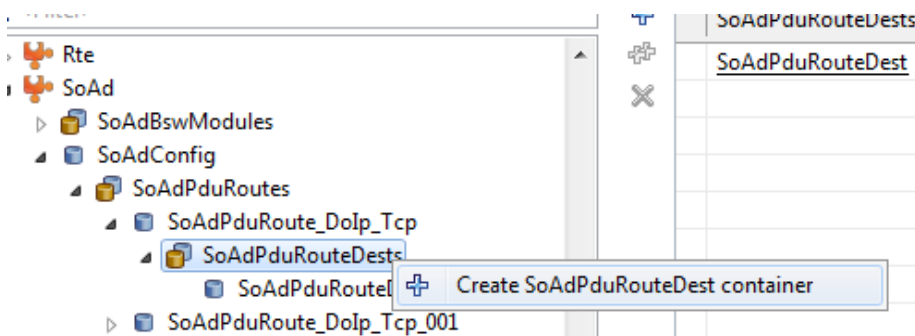 SoAdPduRouteDests
Rte
SoAdPduRouteDest
SoAd
SoAdBswModules
SoAdConfig
SoAdPduRoutes
SoAdPduRoute_DoIp_Tcp
SoAdPduRouteDests
Create SoAdPduRouteDest container
SoAdPduRoute_DoIp_Tcp_001